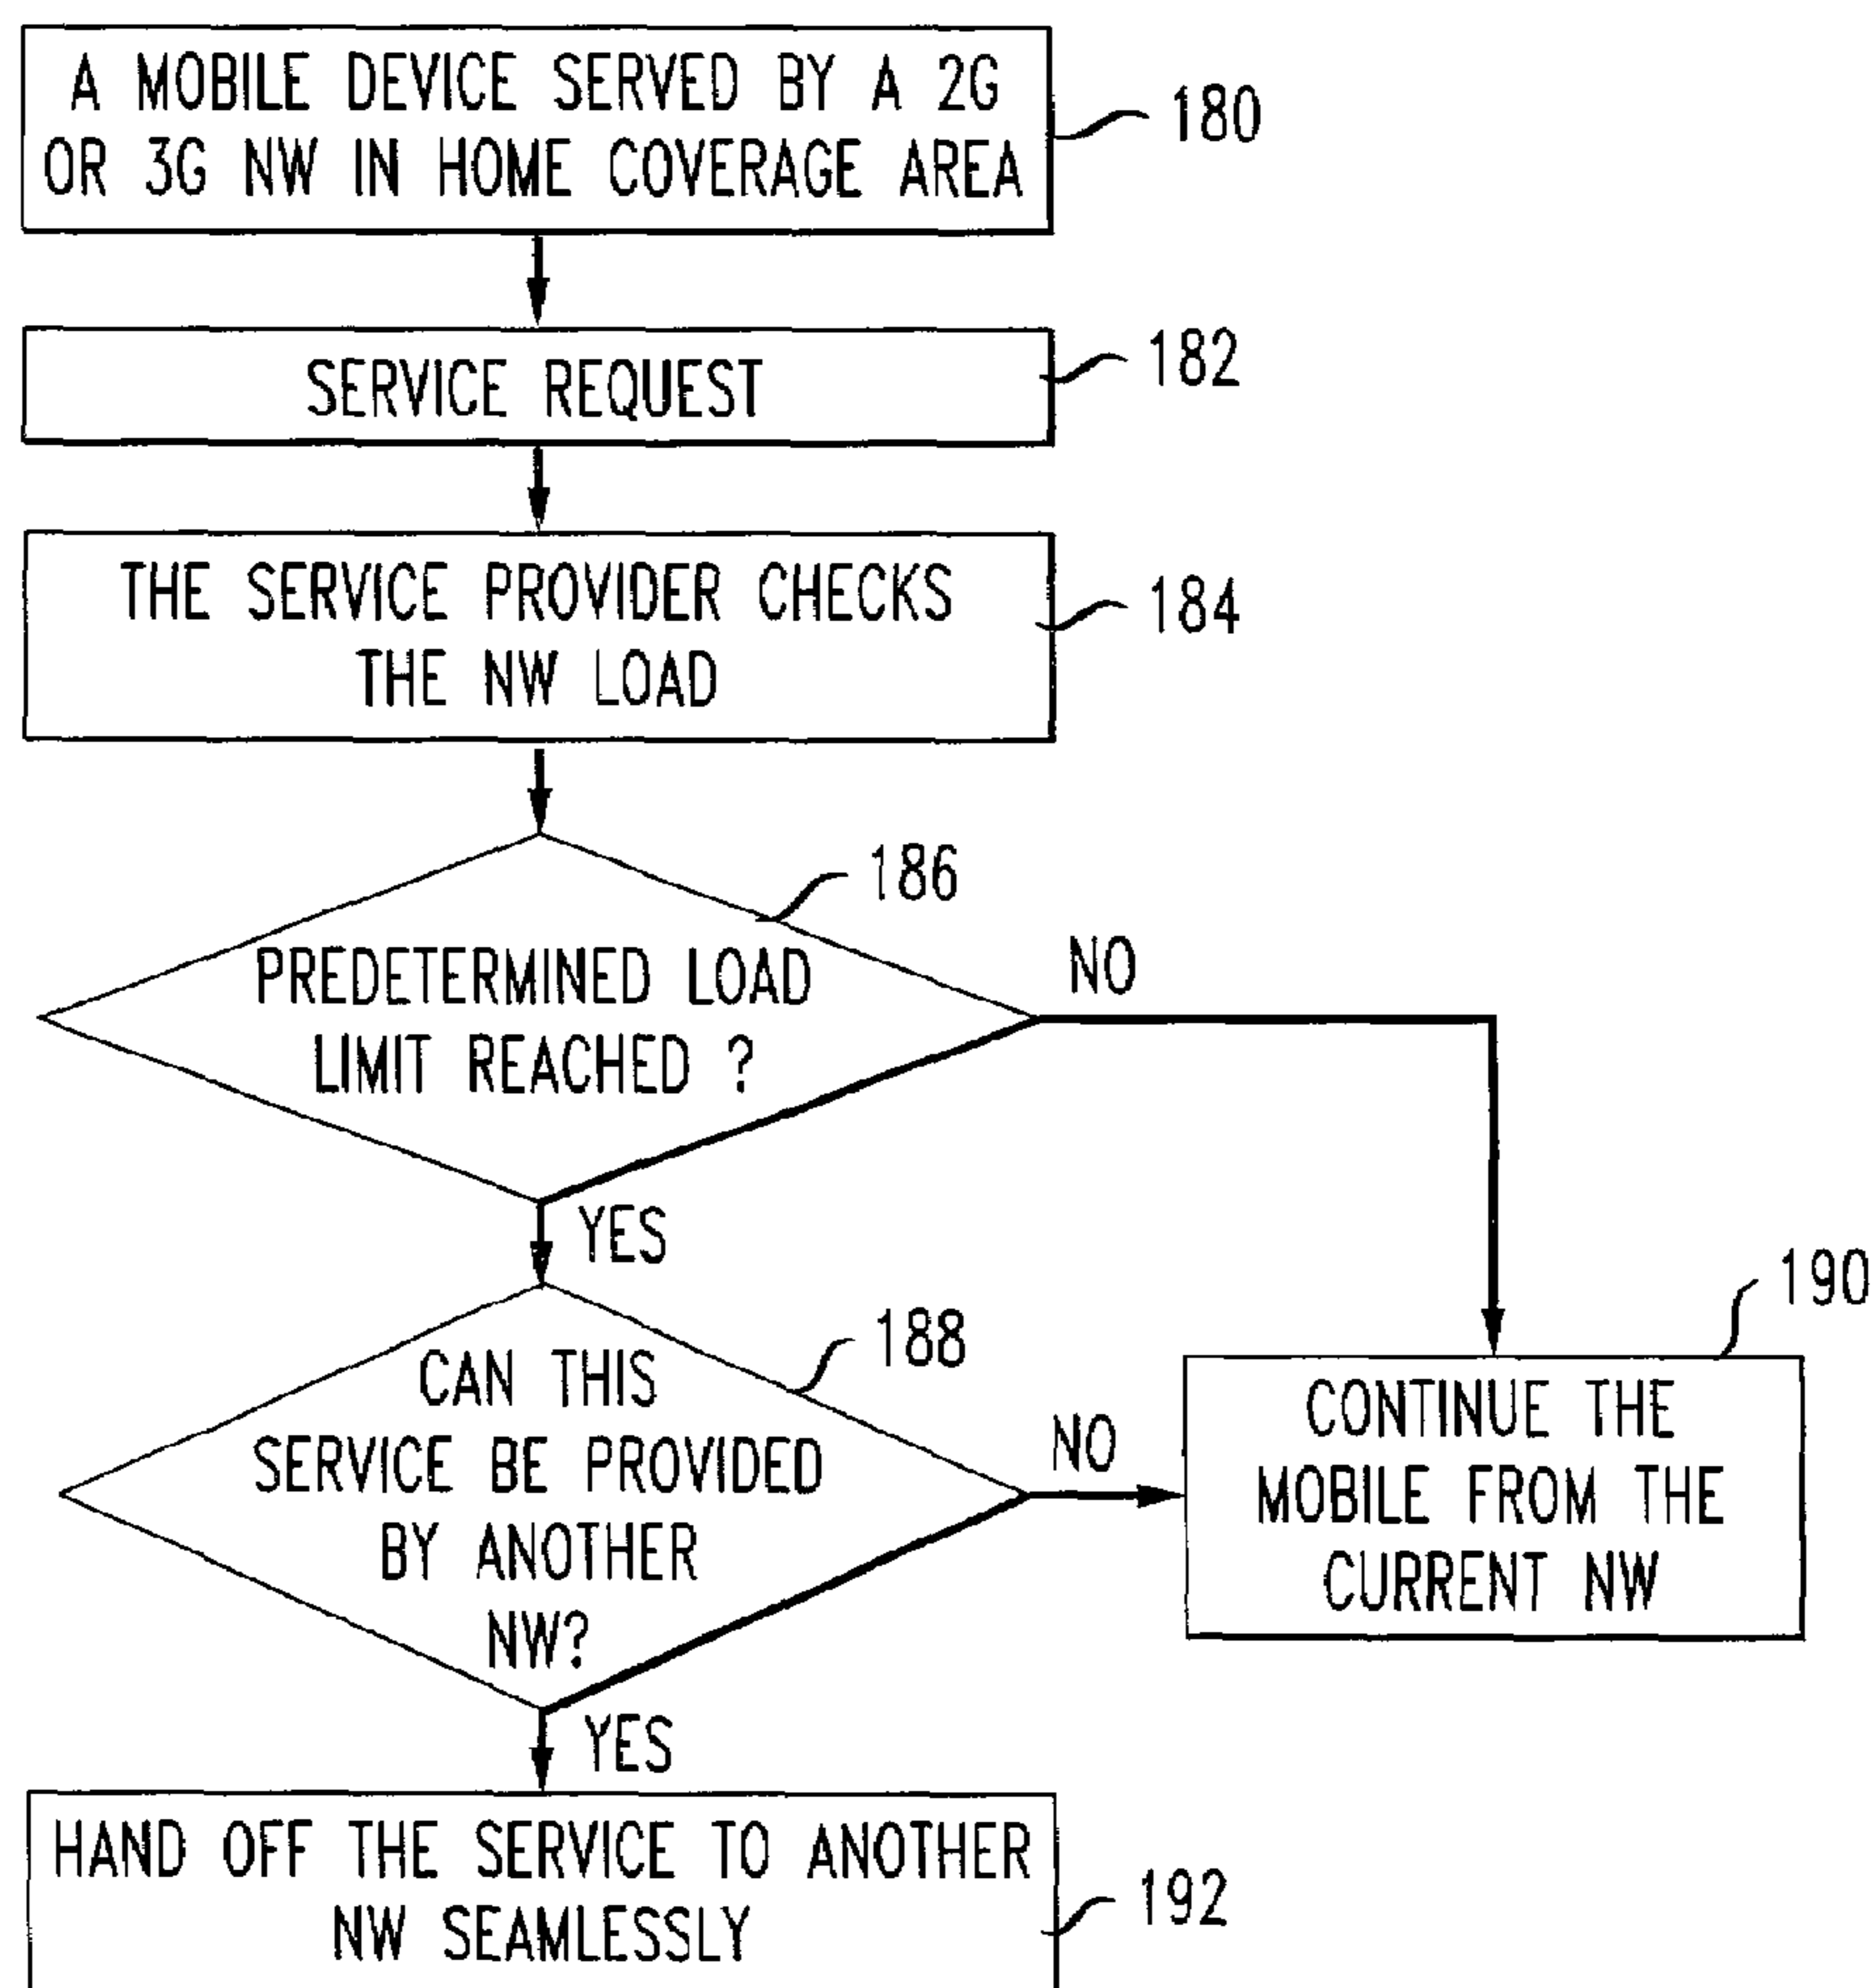 A MOBILE DEVICE SERVED BY A 2G
OR 3G NW IN HOME COVERAGE AREA
180
SERVICE REQUEST
182
THE SERVICE PROVIDER CHECKS
THE NW LOAD
184
186
PREDETERMINED LOAD
LIMIT REACHED ?
NO
YES
188
CAN THIS
SERVICE BE PROVIDED
BY ANOTHER
NW?
NO
190
CONTINUE THE
MOBILE FROM THE
CURRENT NW
YES
HAND OFF THE SERVICE TO ANOTHER
NW SEAMLESSLY
192